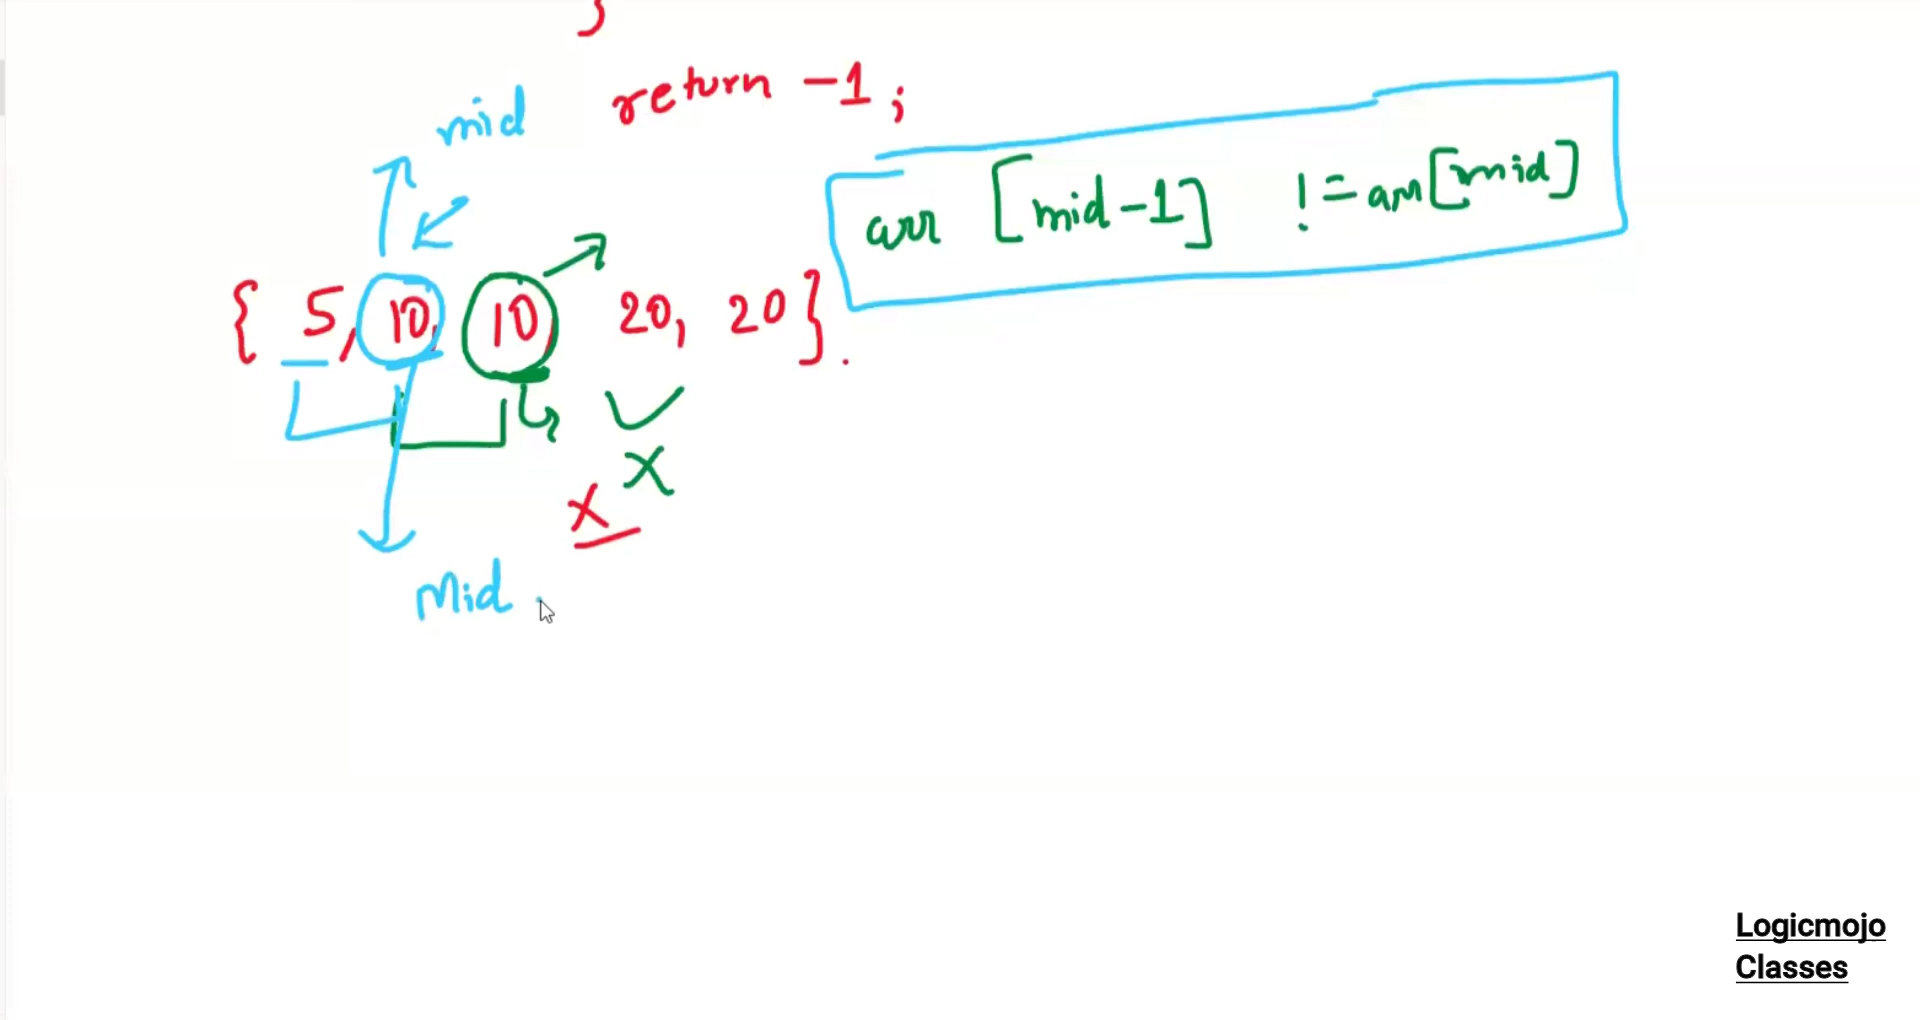 }
mid return -1;
arr [mid-1] != arr[mid]
{ 5, 10, 10, 20, 20}.
x
x
Mid.
Logicmojo
Classes